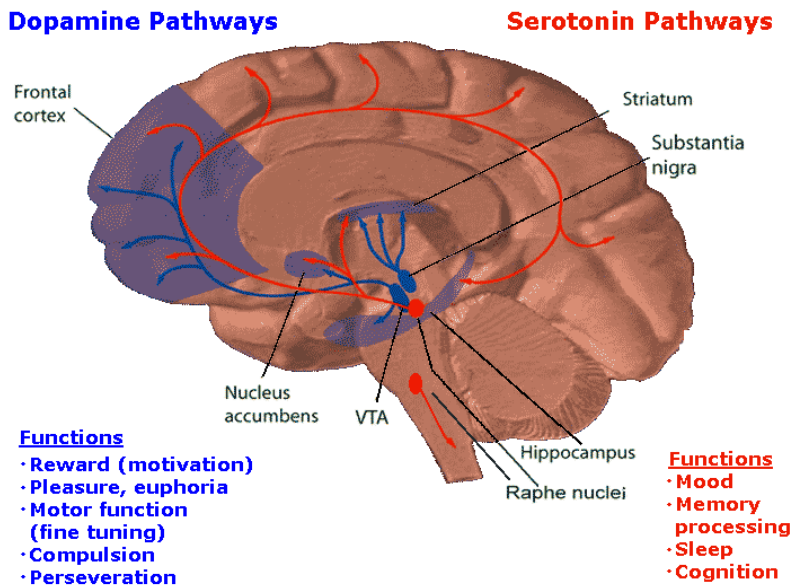 Dopamine Pathways
Serotonin Pathways
Frontal
cortex
Striatum
Substantia
nigra
Nucleus
accumbens
VTA
Hippocampus
Raphe nuclei
Functions
· Reward (motivation)
· Pleasure, euphoria
· Motor function
(fine tuning)
· Compulsion
· Perseveration
Functions
· Mood
· Memory
processing
· Sleep
· Cognition